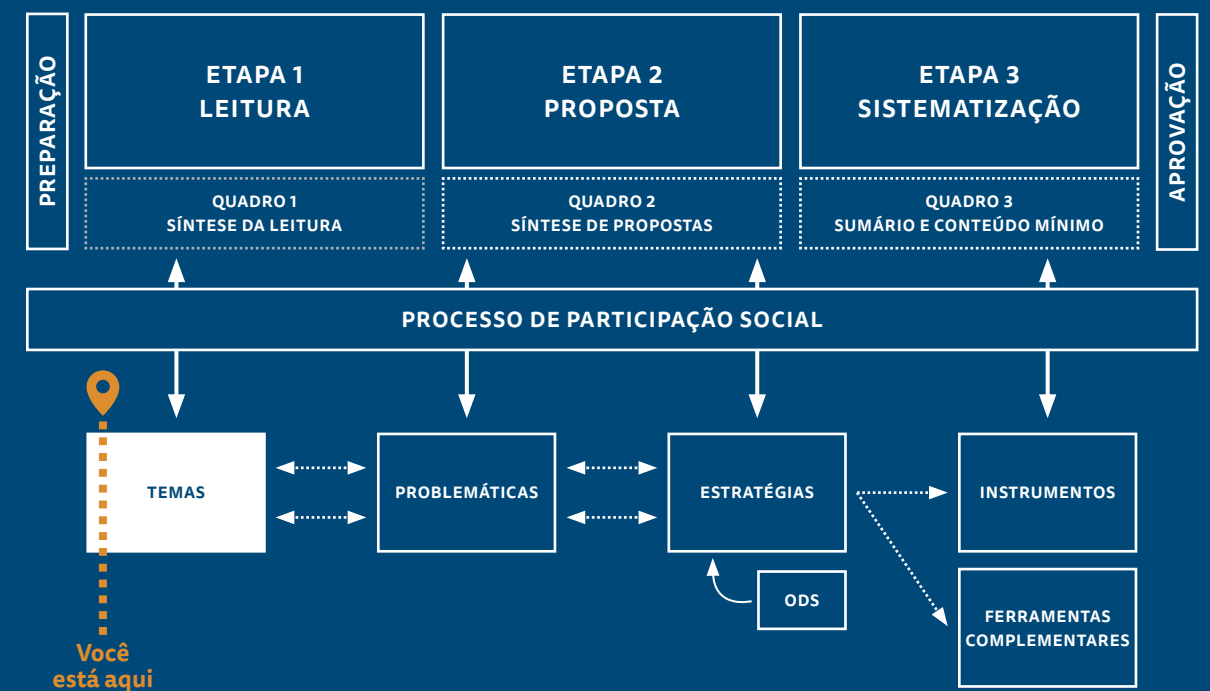 PREPARAÇÃO
ETAPA 1
LEITURA
QUADRO 1
SÍNTESE DA LEITURA
ETAPA 2
PROPOSTA
QUADRO 2
SÍNTESE DE PROPOSTAS
ETAPA 3
SISTEMATIZAÇÃO
QUADRO 3
SUMÁRIO E CONTEÚDO MÍNIMO
APROVAÇÃO
PROCESSO DE PARTICIPAÇÃO SOCIAL
TEMAS
PROBLEMÁTICAS
ESTRATÉGIAS
INSTRUMENTOS
ODS
FERRAMENTAS
COMPLEMENTARES
Você
está aqui